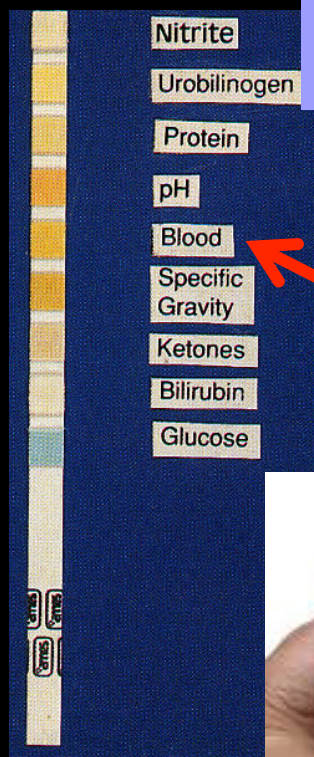 Nitrite
Urobilinogen
Protein
pH
Blood
Specific
Gravity
Ketones
Bilirubin
Glucose